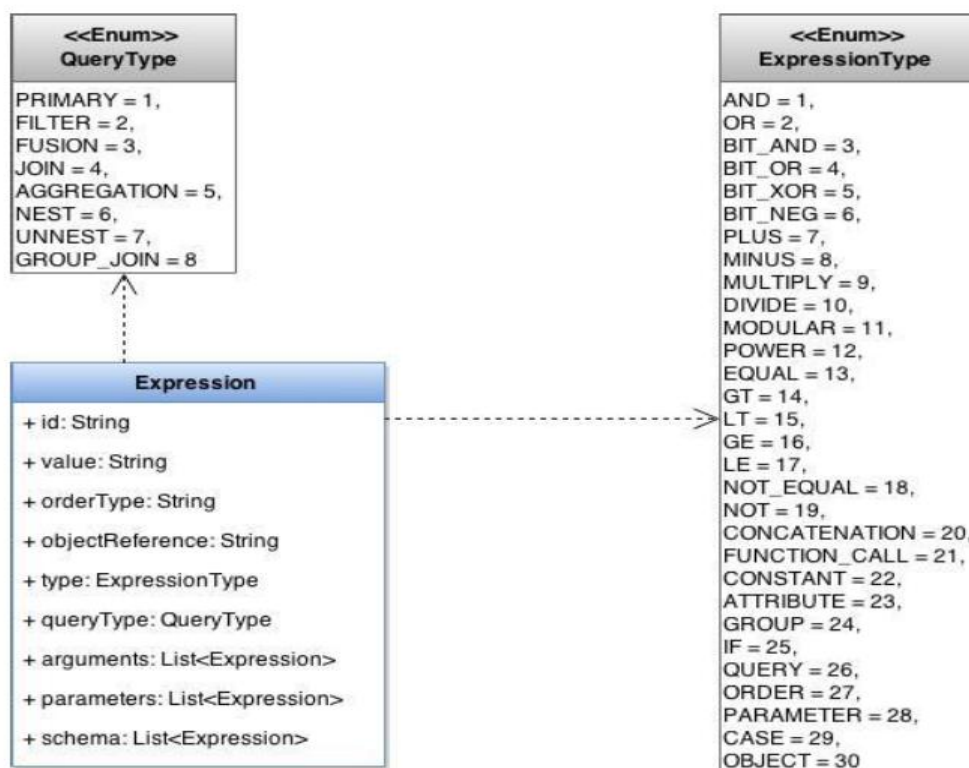 <<Enum>>
QueryType
PRIMARY = 1,
FILTER = 2,
FUSION = 3,
JOIN = 4,
AGGREGATION = 5,
NEST = 6,
UNNEST = 7,
GROUP_JOIN = 8
Expression
+ id: String
+ value: String
+ orderType: String
+ objectReference: String
+ type: ExpressionType
+ queryType: QueryType
+ arguments: List<Expression>
+ parameters: List<Expression>
+ schema: List<Expression>
<<Enum>>
ExpressionType
AND = 1,
OR = 2,
BIT_AND = 3,
BIT_OR = 4,
BIT_XOR = 5,
BIT_NEG = 6,
PLUS = 7,
MINUS = 8,
MULTIPLY = 9,
DIVIDE = 10,
MODULAR = 11,
POWER = 12,
EQUAL = 13,
GT = 14,
LT = 15,
GE = 16,
LE = 17,
NOT_EQUAL = 18,
NOT = 19,
CONCATENATION = 20,
FUNCTION_CALL = 21,
CONSTANT = 22,
ATTRIBUTE = 23,
GROUP = 24,
IF = 25,
QUERY = 26,
ORDER = 27,
PARAMETER = 28,
CASE = 29,
OBJECT = 30